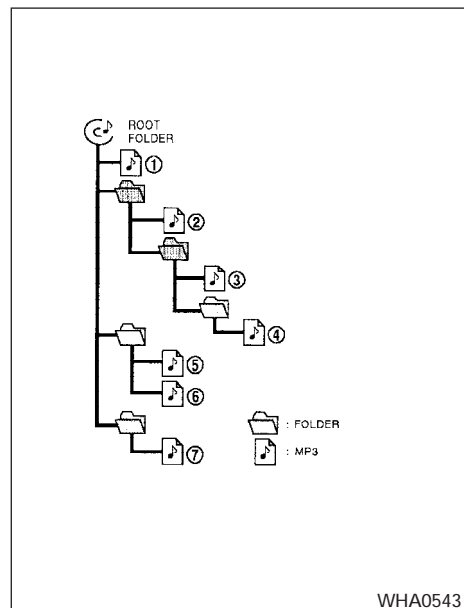 ROOT
FOLDER
①
②
③
④
⑤
⑥
: FOLDER
⑦
: MP3
WHA0543